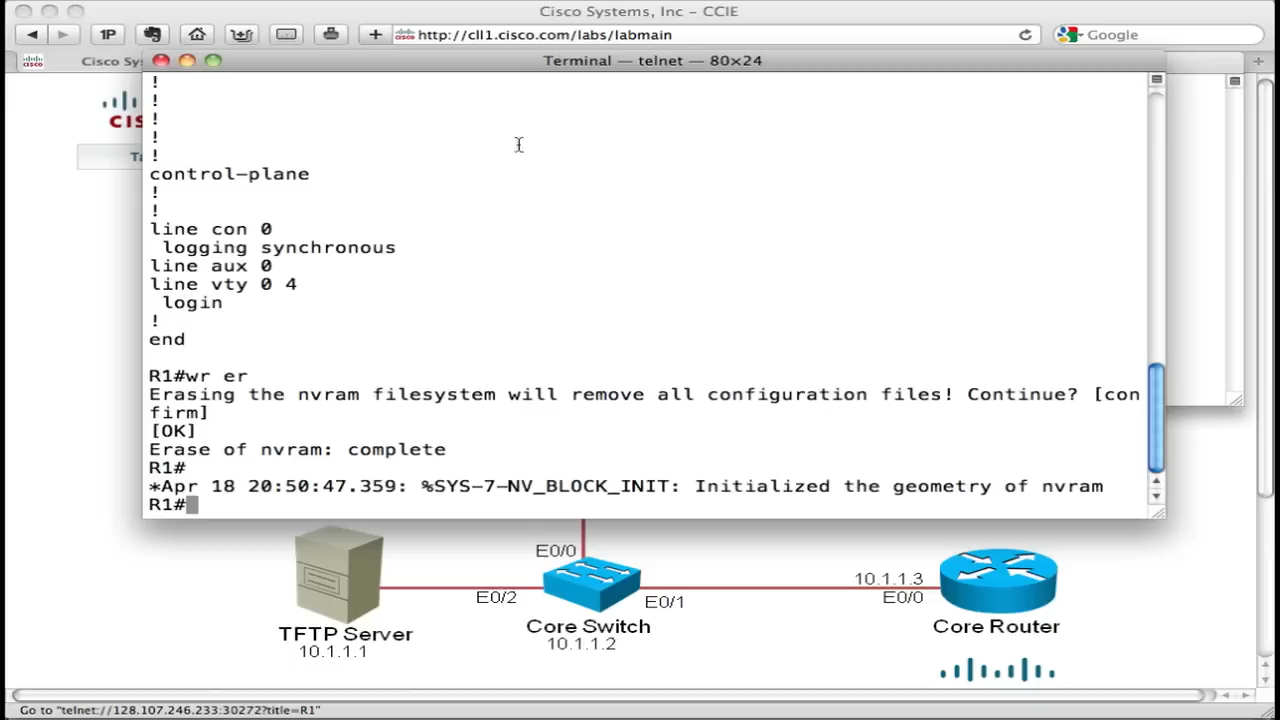 Cisco Systems, Inc - CCIE
1P
http://cll1.cisco.com/labs/labmain
Google
Cisco Sy
Terminal — telnet — 80×24
CIS
Ta
!
!
!
!
!
control-plane
!
!
line con 0
logging synchronous
line aux 0
line vty 0 4
login
!
end
R1#wr er
Erasing the nvram filesystem will remove all configuration files! Continue? [con
firm]
[OK]
Erase of nvram: complete
R1#
*Apr 18 20:50:47.359: %SYS-7-NV_BLOCK_INIT: Initialized the geometry of nvram
R1#
E0/0
E0/2
E0/1
10.1.1.3
E0/0
TFTP Server
10.1.1.1
Core Switch
10.1.1.2
Core Router
Go to "telnet://128.107.246.233:30272?title=R1"